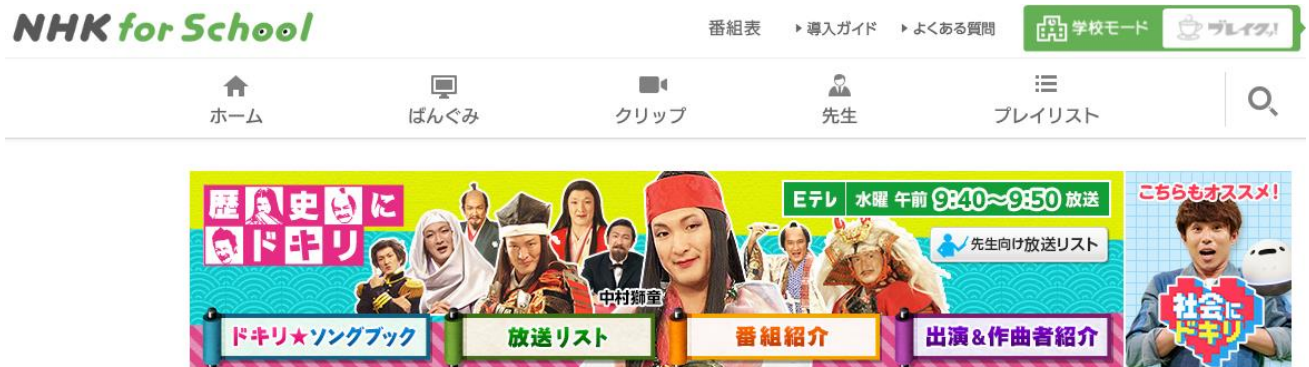 NHK for School
番組表
導入ガイド
よくある質問
学校モード
ブレイクッ!
ホーム
ばんぐみ
クリップ
先生
プレイリスト
歴史に
ドキリ
Eテレ 水曜 午前 9:40〜9:50 放送
先生向け放送リスト
中村獅童
ドキリ★ソングブック
放送リスト
番組紹介
出演&作曲者紹介
こちらもオススメ!
社会に
ドキリ